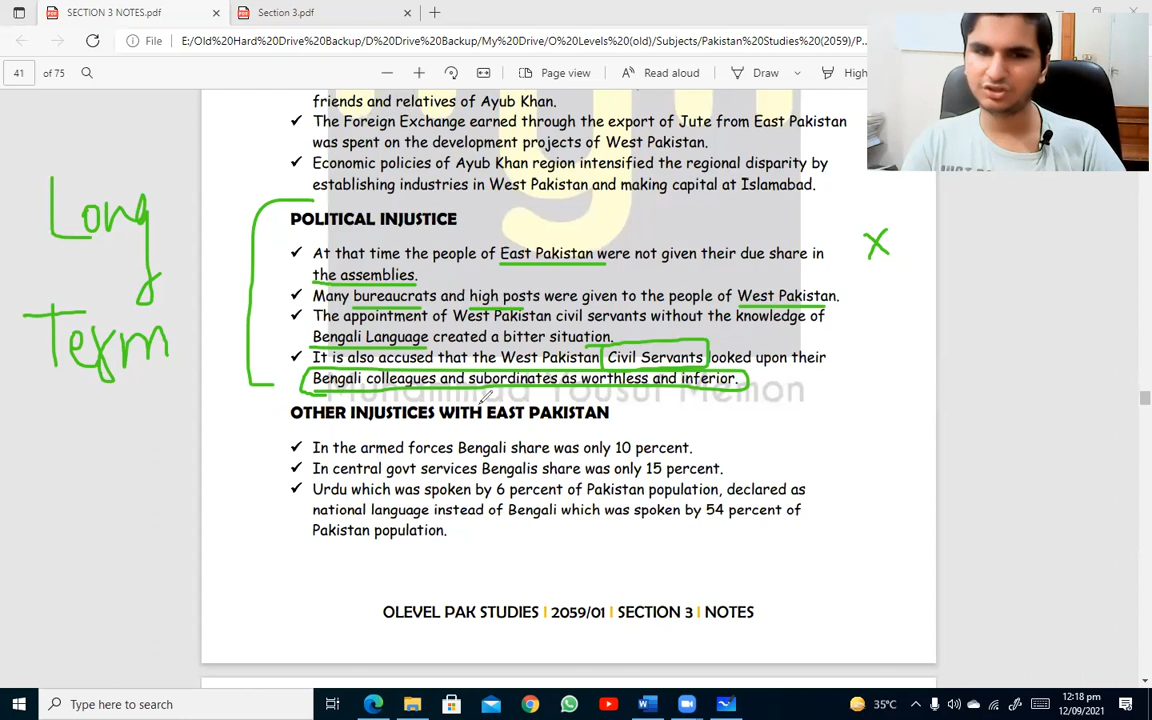 SECTION 3 NOTES.pdf
Section 3.pdf
File
E:/Old%20Hard%20Drive%20Backup/D%20Drive%20Backup/My%20Drive/O%20Levels%20(old)/Subjects/Pakistan%20Studies%20(2059)/P...
41 of 75
Page view
Read aloud
Draw
High
friends and relatives of Ayub Khan.
✓ The Foreign Exchange earned through the export of Jute from East Pakistan
was spent on the development projects of West Pakistan.
✓ Economic policies of Ayub Khan region intensified the regional disparity by
establishing industries in West Pakistan and making capital at Islamabad.
Long
Term
POLITICAL INJUSTICE
✓ At that time the people of East Pakistan were not given their due share in
the assemblies.
x
✓ Many bureaucrats and high posts were given to the people of West Pakistan.
✓ The appointment of West Pakistan civil servants without the knowledge of
Bengali Language created a bitter situation.
✓ It is also accused that the West Pakistan Civil Servants looked upon their
Bengali colleagues and subordinates as worthless and inferior.
Muhammad Yousuf Memon
OTHER INJUSTICES WITH EAST PAKISTAN
✓ In the armed forces Bengali share was only 10 percent.
✓ In central govt services Bengalis share was only 15 percent.
✓ Urdu which was spoken by 6 percent of Pakistan population, declared as
national language instead of Bengali which was spoken by 54 percent of
Pakistan population.
OLEVEL PAK STUDIES I 2059/01 I SECTION 3 I NOTES
Type here to search
35°C
12:18 pm
12/09/2021